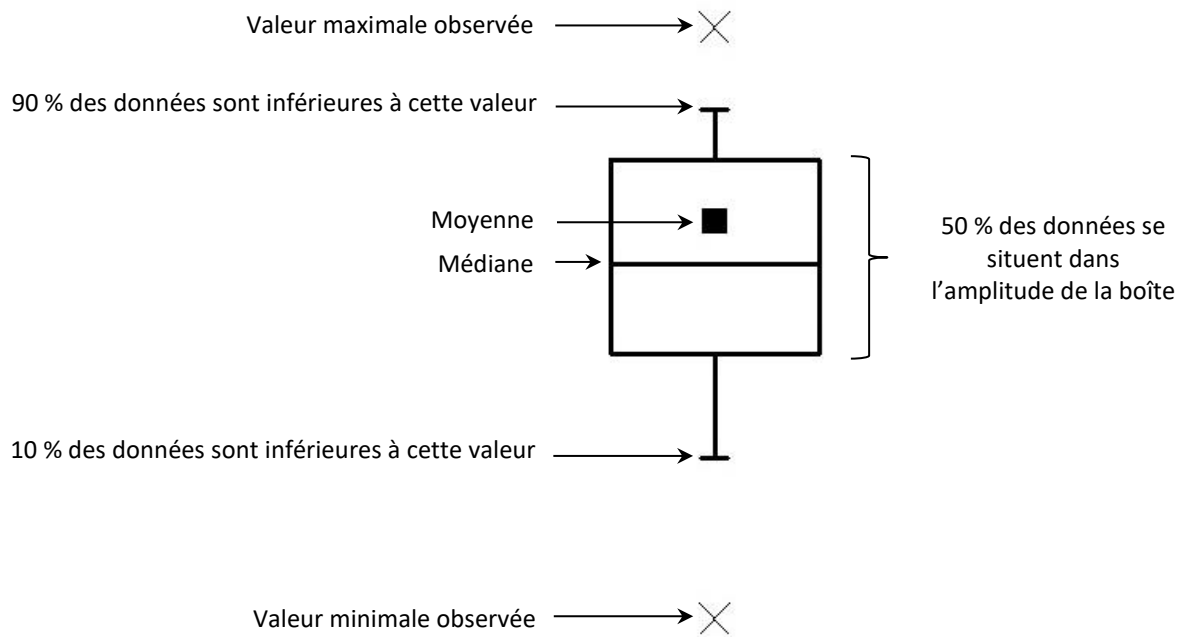 Valeur maximale observée
90 % des données sont inférieures à cette valeur
Moyenne
Médiane
50 % des données se
situent dans
l’amplitude de la boîte
10 % des données sont inférieures à cette valeur
Valeur minimale observée